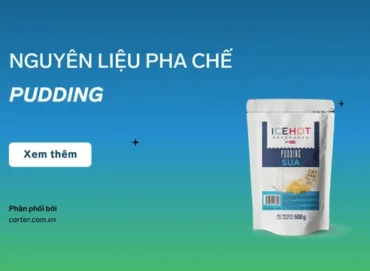 NGUYÊN LIỆU PHA CHẾ
PUDDING
Xem thêm
Phân phối bởi
carter.com.vn
ICEHOT
PUDDING
SỮA
500 g